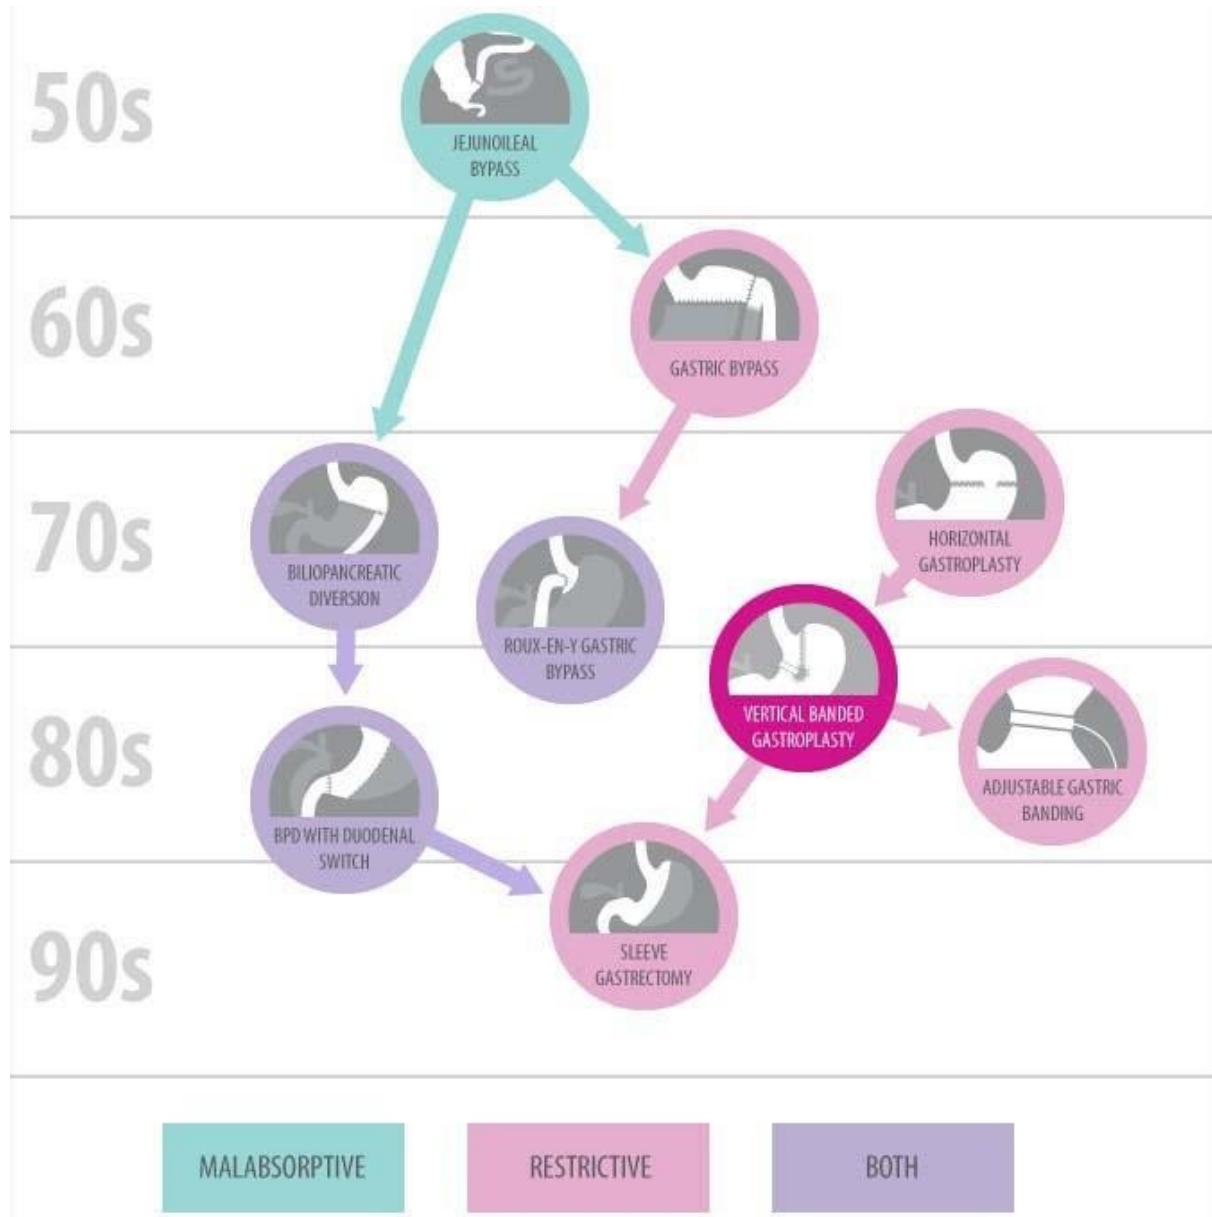 50s
JEJUNOILEAL
BYPASS
60s
GASTRIC BYPASS
70s
HORIZONTAL
GASTROPLASTY
BILIOPANCREATIC
DIVERSION
ROUX-EN-Y GASTRIC
BYPASS
80s
VERTICAL BANDED
GASTROPLASTY
ADJUSTABLE GASTRIC
BANDING
BPD WITH DUODENAL
SWITCH
90s
SLEEVE
GASTRECTOMY
MALABSORPTIVE
RESTRICTIVE
BOTH